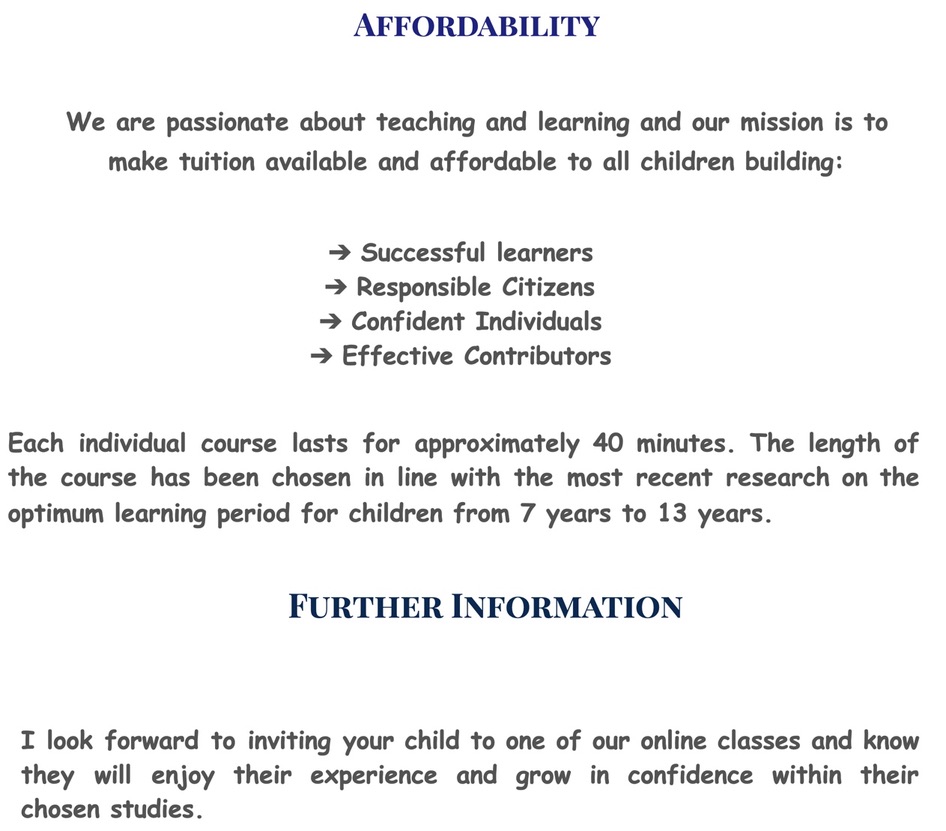 AFFORDABILITY
We are passionate about teaching and learning and our mission is to
make tuition available and affordable to all children building:
➔ Successful learners
➔ Responsible Citizens
➔ Confident Individuals
➔ Effective Contributors
Each individual course lasts for approximately 40 minutes. The length of
the course has been chosen in line with the most recent research on the
optimum learning period for children from 7 years to 13 years.
FURTHER INFORMATION
I look forward to inviting your child to one of our online classes and know
they will enjoy their experience and grow in confidence within their
chosen studies.